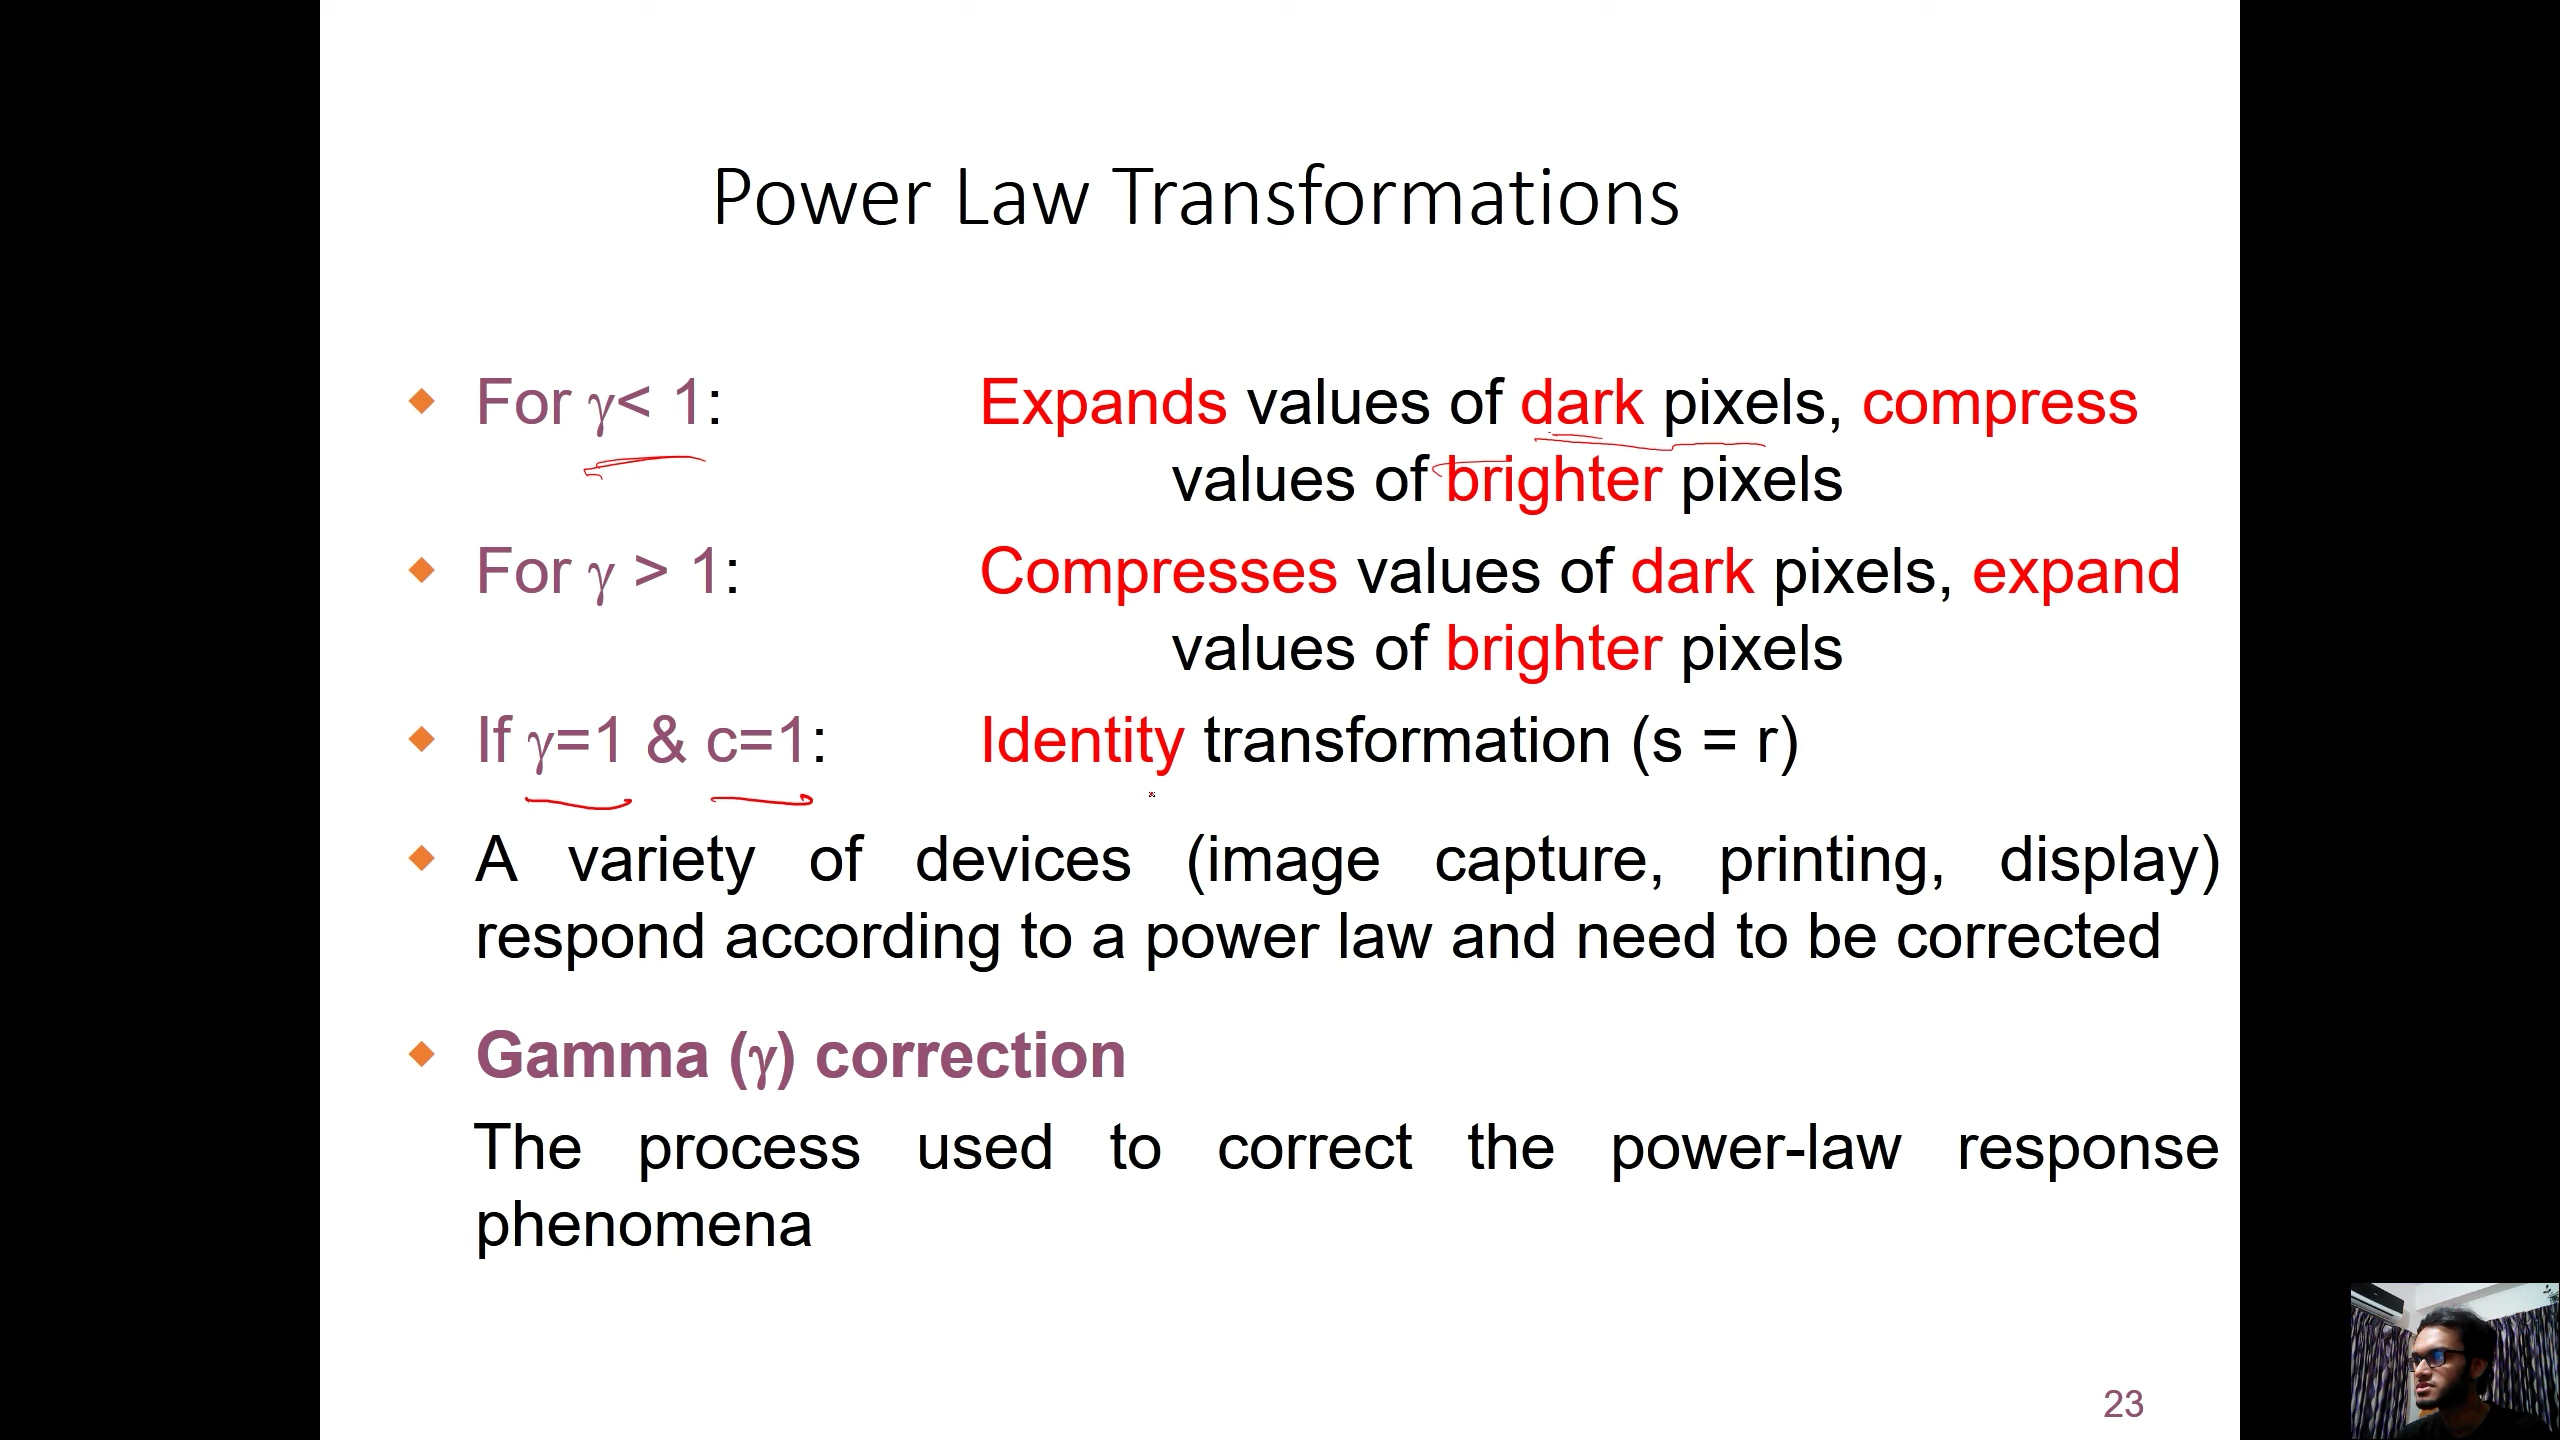 Power Law Transformations
◆ For γ< 1: Expands values of dark pixels, compress
values of brighter pixels
◆ For γ > 1: Compresses values of dark pixels, expand
values of brighter pixels
◆ If γ=1 & c=1: Identity transformation (s = r)
◆ A variety of devices (image capture, printing, display)
respond according to a power law and need to be corrected
◆ Gamma (γ) correction
The process used to correct the power-law response
phenomena
23